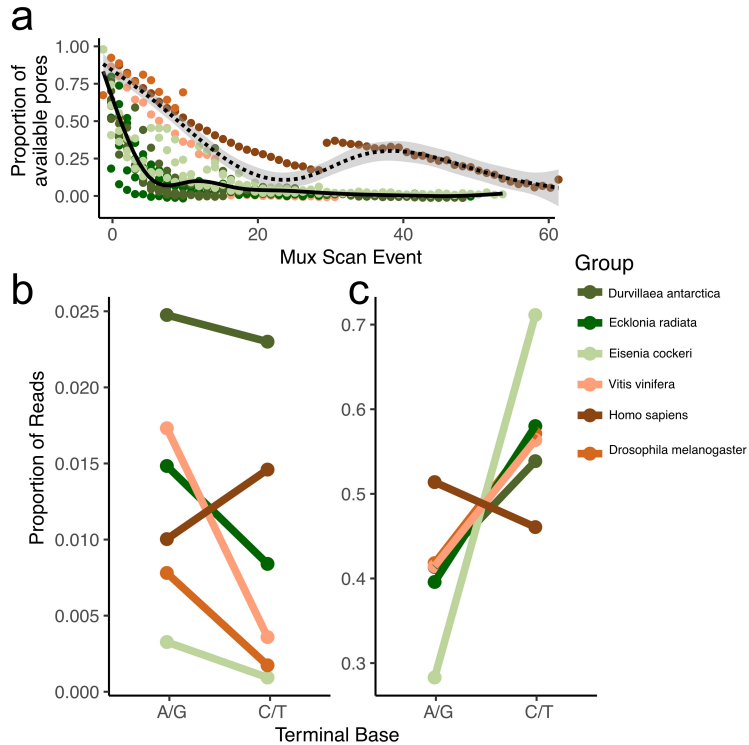 a
Proportion of
available pores
1.00
0.75
0.50
0.25
0.00
0
20
40
60
Mux Scan Event
b
Proportion of Reads
0.025
0.020
0.015
0.010
0.005
0.000
A/G
C/T
c
0.7
0.6
0.5
0.4
0.3
A/G
C/T
Terminal Base
Group
Durvillaea antarctica
Ecklonia radiata
Eisenia cockeri
Vitis vinifera
Homo sapiens
Drosophila melanogaster